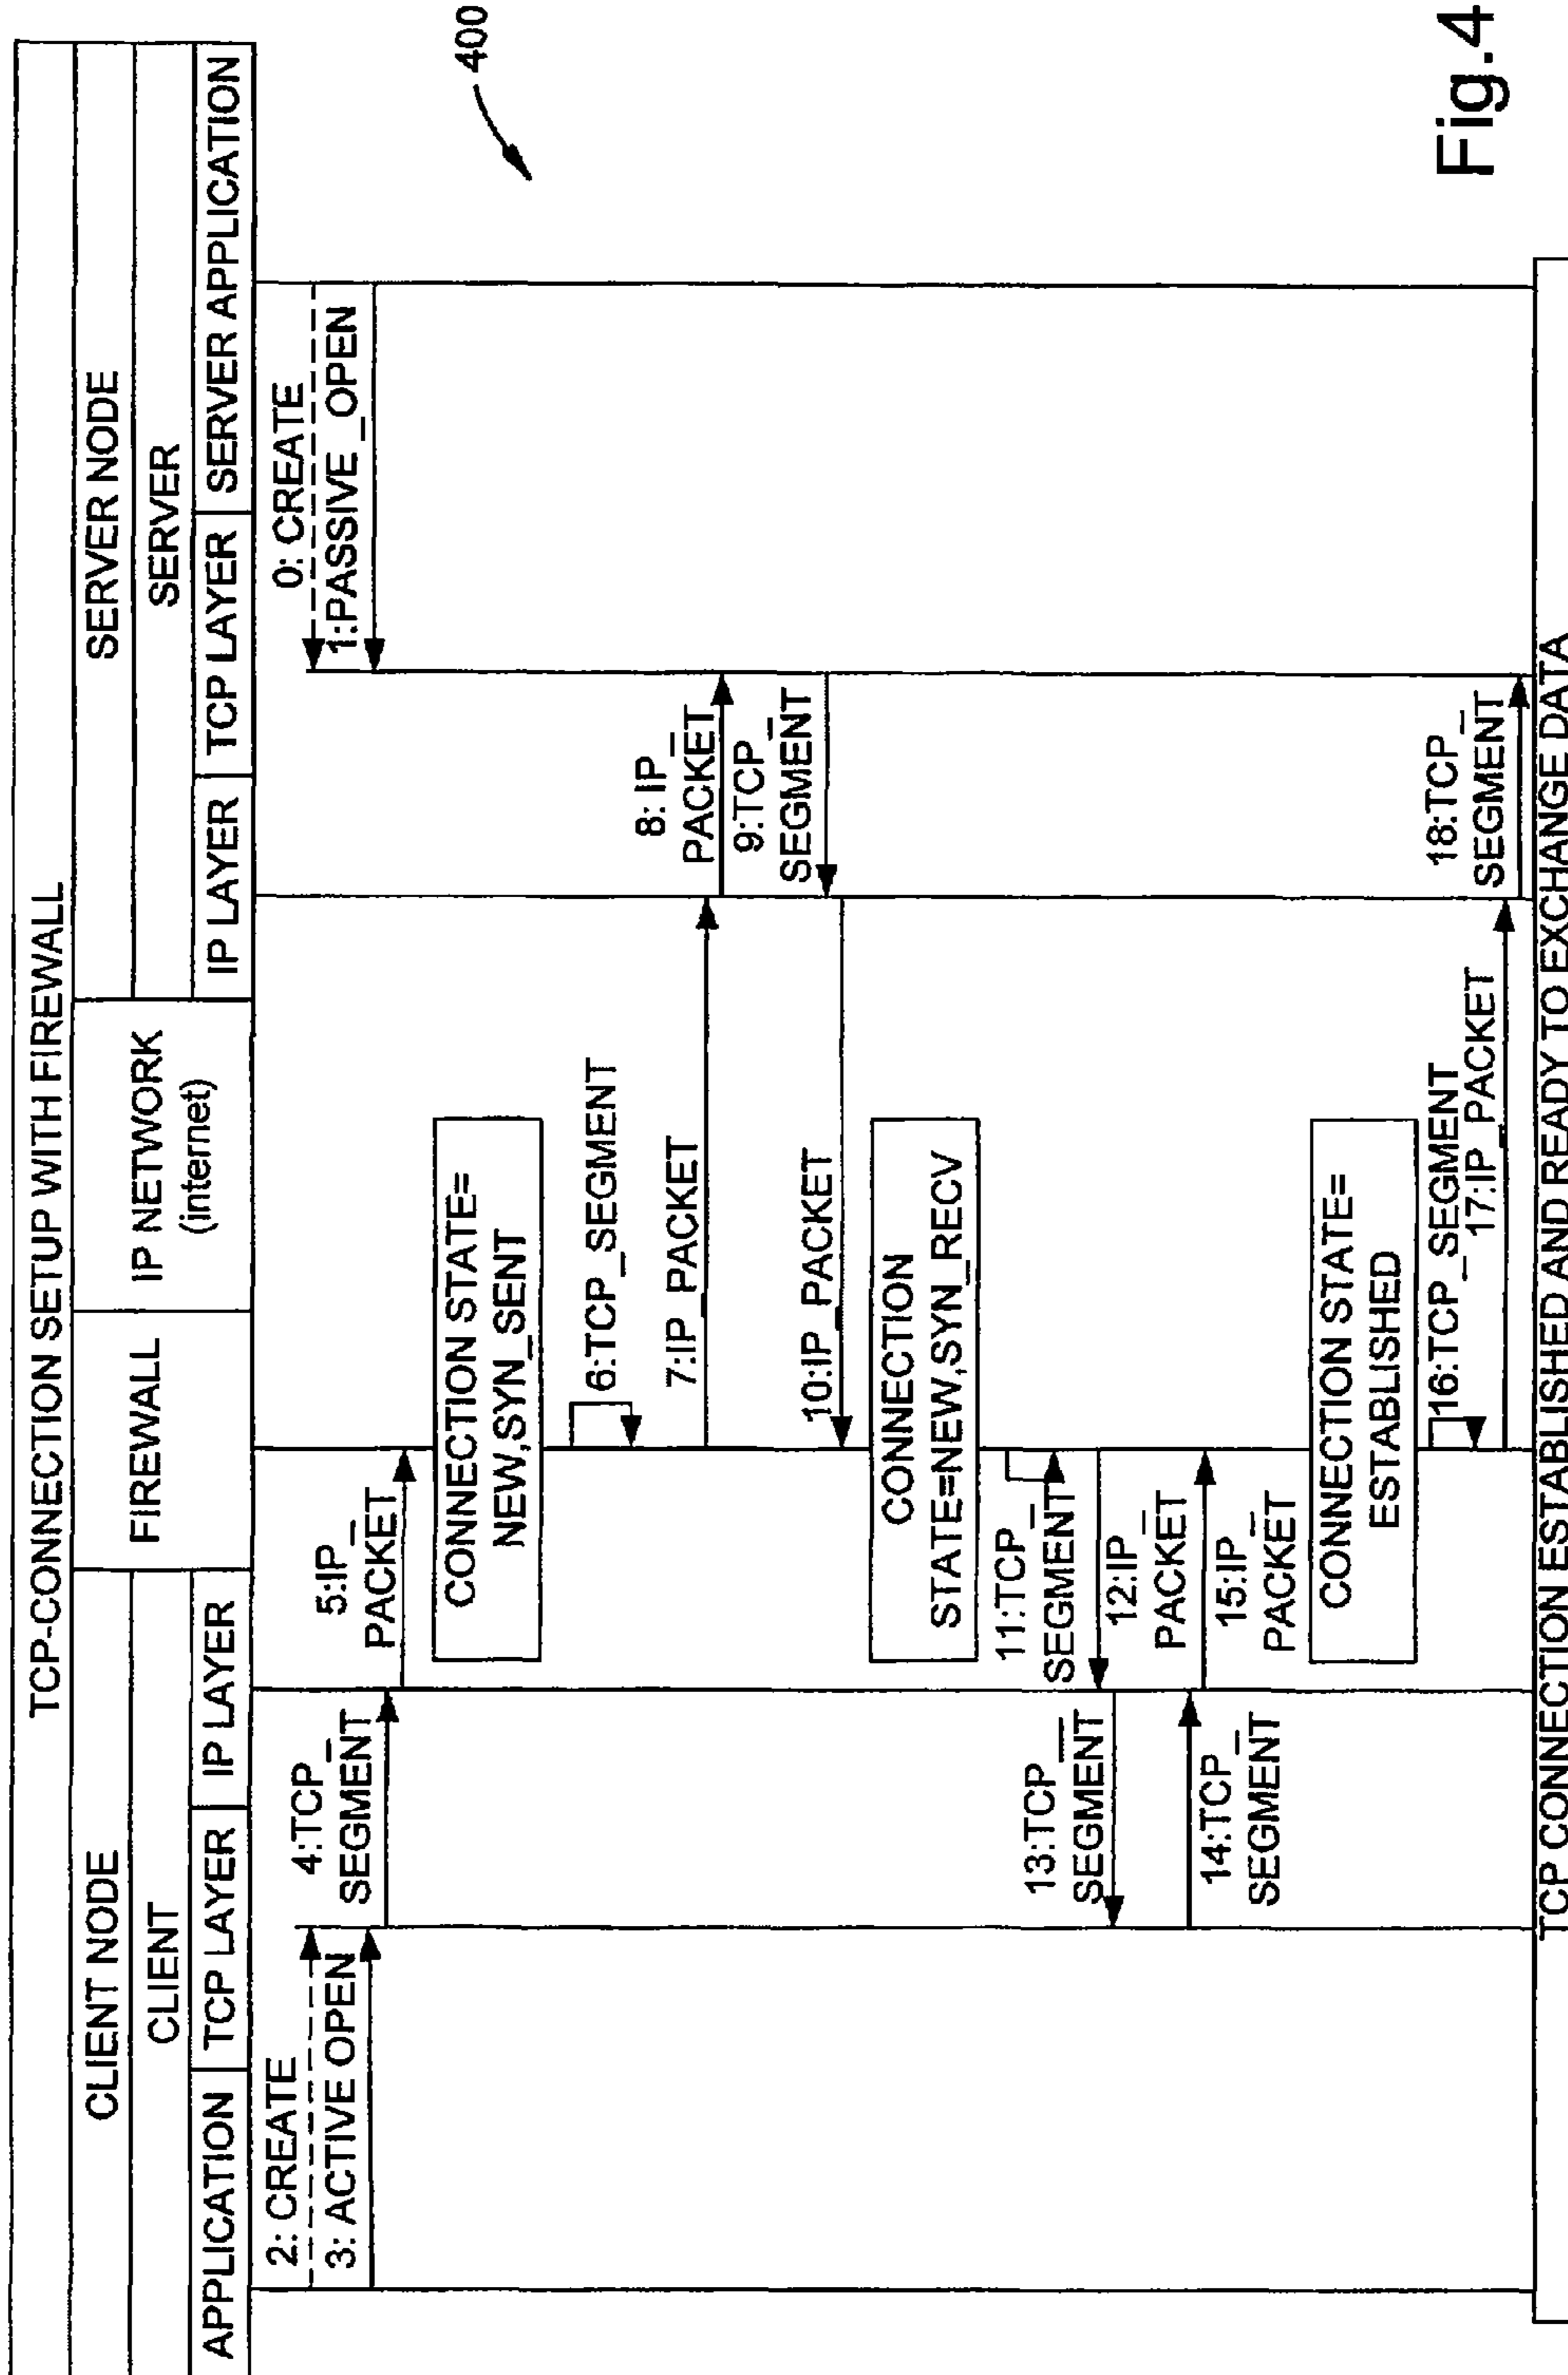 TCP-CONNECTION SETUP WITH FIREWALL
CLIENT NODE
FIREWALL
IP NETWORK
(internet)
SERVER NODE
CLIENT
SERVER
APPLICATION
TCP LAYER
IP LAYER
IP LAYER
TCP LAYER
SERVER APPLICATION
0: CREATE
1:PASSIVE_OPEN
2: CREATE
3: ACTIVE OPEN
4:TCP_
SEGMENT
5:IP_
PACKET
400
CONNECTION STATE=
NEW,SYN_SENT
6:TCP_SEGMENT
7:IP_PACKET
8: IP_
PACKET
9:TCP_
SEGMENT
10:IP_PACKET
CONNECTION
STATE=NEW,SYN_RECV
11:TCP_
SEGMENT
12:IP_
PACKET
13:TCP_
SEGMENT
14:TCP_
SEGMENT
15:IP_
PACKET
CONNECTION STATE=
ESTABLISHED
16:TCP_SEGMENT
17:IP_PACKET
18:TCP_
SEGMENT
TCP CONNECTION ESTABLISHED AND READY TO EXCHANGE DATA
Fig.4